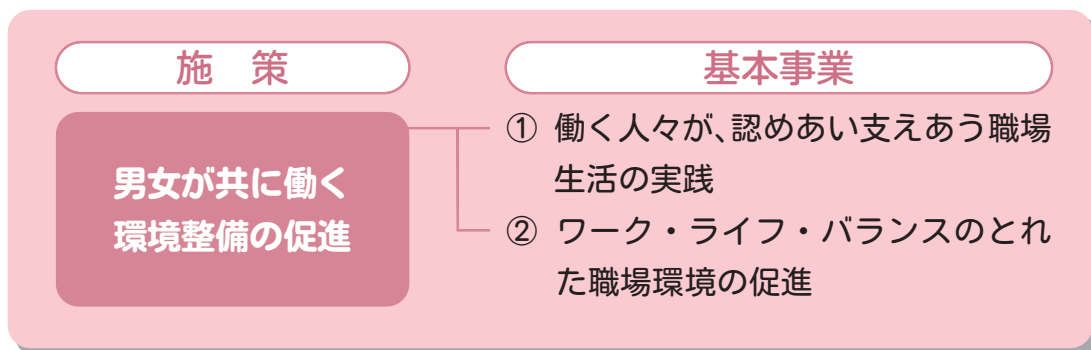 施　策
男女が共に働く
環境整備の促進
基本事業
① 働く人々が、認めあい支えあう職場
生活の実践
② ワーク・ライフ・バランスのとれ
た職場環境の促進